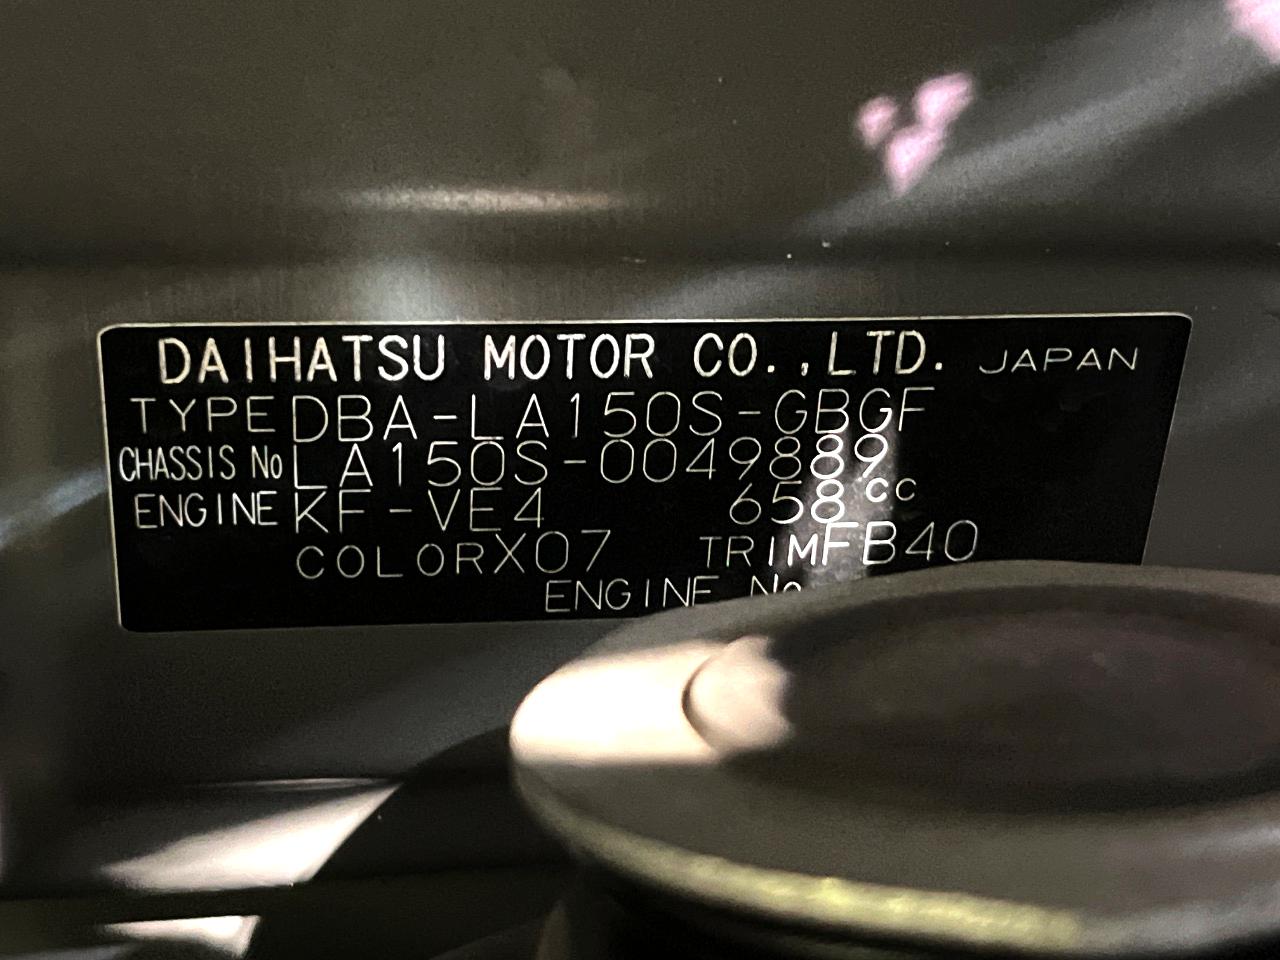 DAIHATSU MOTOR CO.,LTD. JAPAN
TYPE DBA-LA150S-GBGF
CHASSIS No LA150S-0049889
ENGINE KF-VE4 658cc
COLOR X07 TRIM FB40
ENGINE No